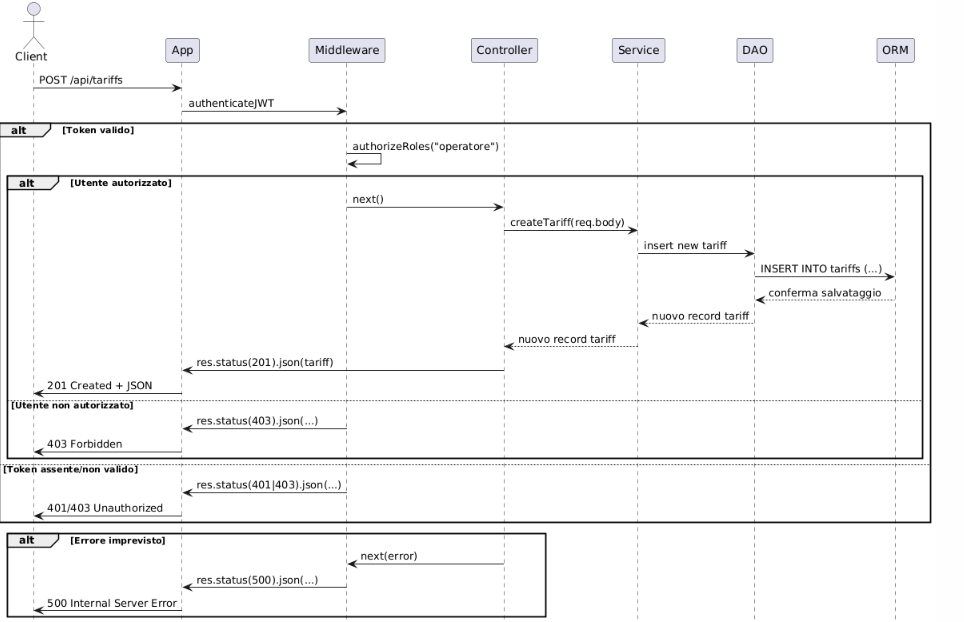 Client
App
Middleware
Controller
Service
DAO
ORM
POST /api/tariffs
authenticateJWT
alt [Token valido]
authorizeRoles("operatore")
alt [Utente autorizzato]
next()
createTariff(req.body)
insert new tariff
INSERT INTO tariffs (...)
conferma salvataggio
nuovo record tariff
nuovo record tariff
res.status(201).json(tariff)
201 Created + JSON
[Utente non autorizzato]
res.status(403).json(...)
403 Forbidden
[Token assente/non valido]
res.status(401|403).json(...)
401/403 Unauthorized
alt [Errore imprevisto]
next(error)
res.status(500).json(...)
500 Internal Server Error